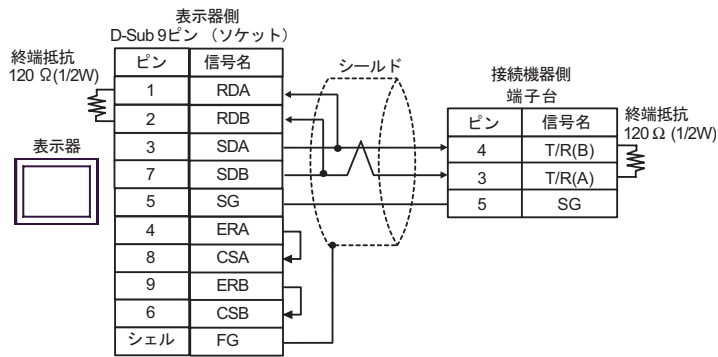 表示器側
D-Sub 9ピン （ソケット）
終端抵抗
120 Ω(1/2W)
ピン 信号名
1 RDA
2 RDB
3 SDA
7 SDB
5 SG
4 ERA
8 CSA
9 ERB
6 CSB
シェル FG
表示器
シールド
接続機器側
端子台
ピン 信号名
4 T/R(B)
3 T/R(A)
5 SG
終端抵抗
120 Ω (1/2W)